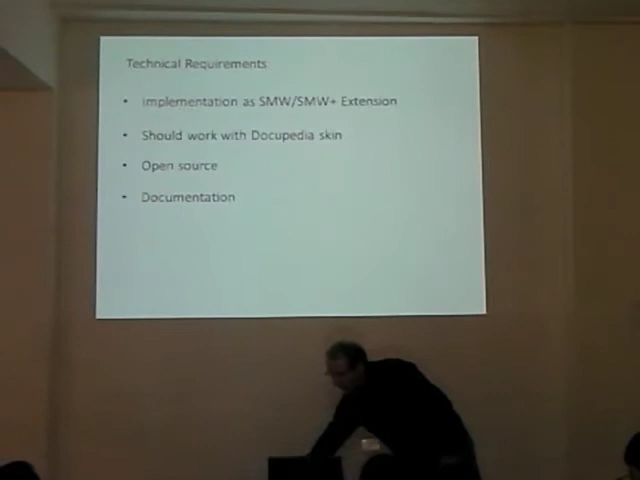 Technical Requirements
• Implementation as SMW/SMW+ Extension
• Should work with Docupedia skin
• Open source
• Documentation